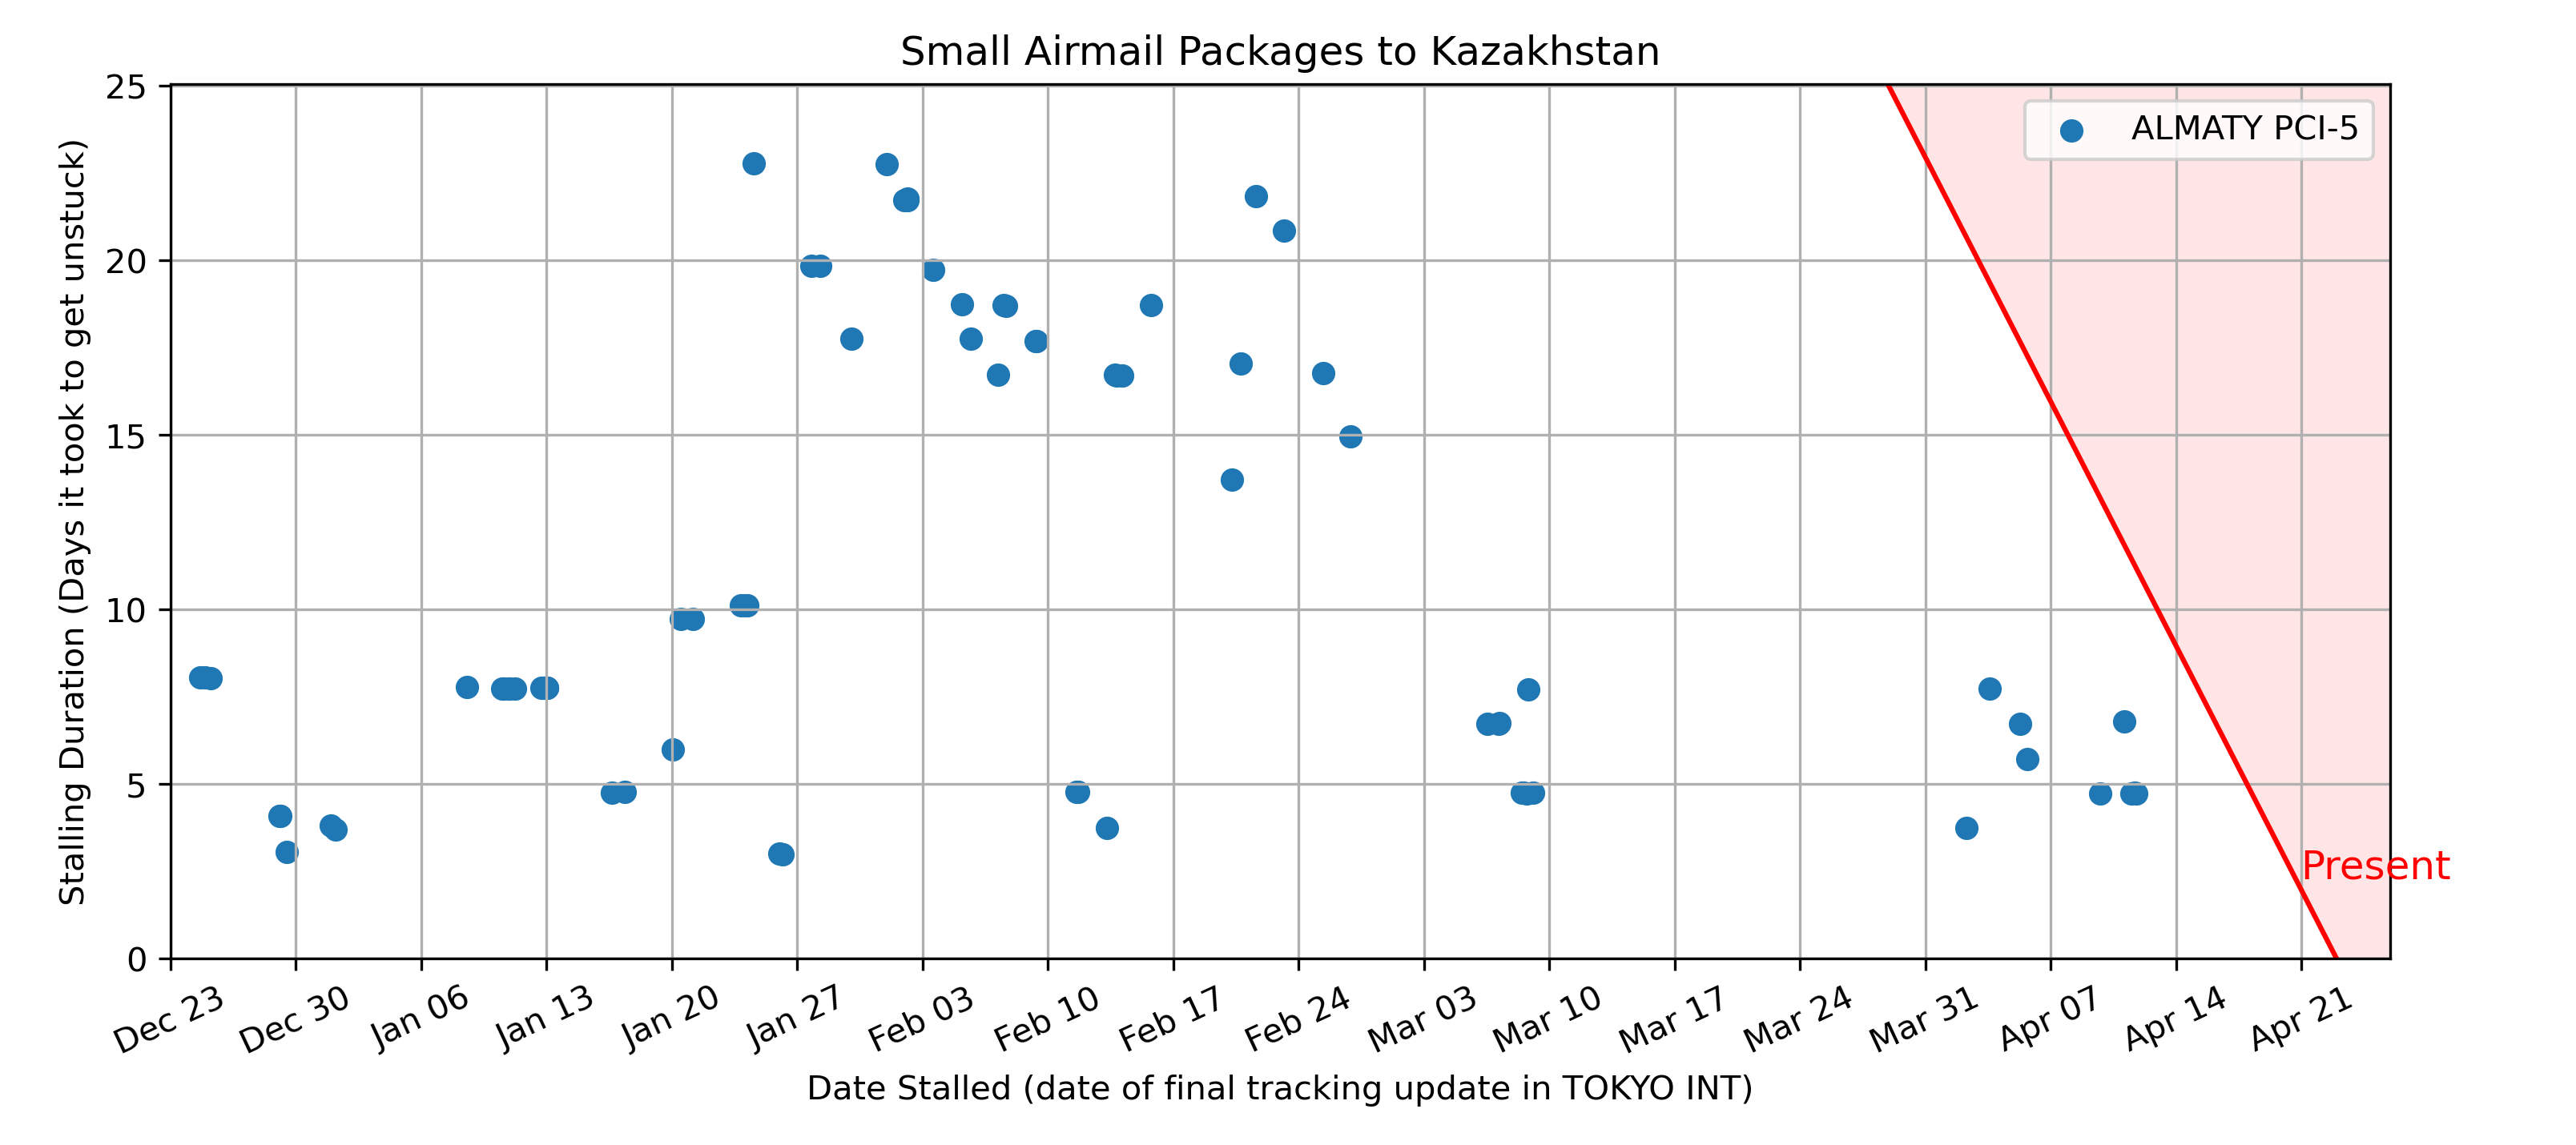 Small Airmail Packages to Kazakhstan
25
20
15
10
5
0
Stalling Duration (Days it took to get unstuck)
ALMATY PCI-5
Present
Dec 23
Dec 30
Jan 06
Jan 13
Jan 20
Jan 27
Feb 03
Feb 10
Feb 17
Feb 24
Mar 03
Mar 10
Mar 17
Mar 24
Mar 31
Apr 07
Apr 14
Apr 21
Date Stalled (date of final tracking update in TOKYO INT)